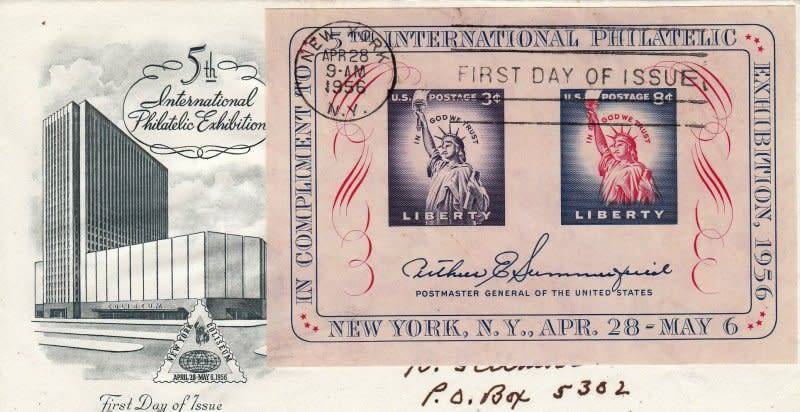 5th
International
Philatelic Exhibition
COLISEUM
NEW YORK COLISEUM
APRIL 28-MAY 6, 1956
First Day of Issue
NEW YORK
APR 28
9-AM
1956
N.Y.
FIRST DAY OF ISSUE
IN COMPLIMENT TO
5TH INTERNATIONAL PHILATELIC
EXHIBITION, 1956
U.S. POSTAGE 3¢
IN GOD WE TRUST
LIBERTY
U.S. POSTAGE 8¢
IN GOD WE TRUST
LIBERTY
Arthur E. Summerfield
POSTMASTER GENERAL OF THE UNITED STATES
NEW YORK, N.Y., APR. 28-MAY 6
P.O. Box 5302